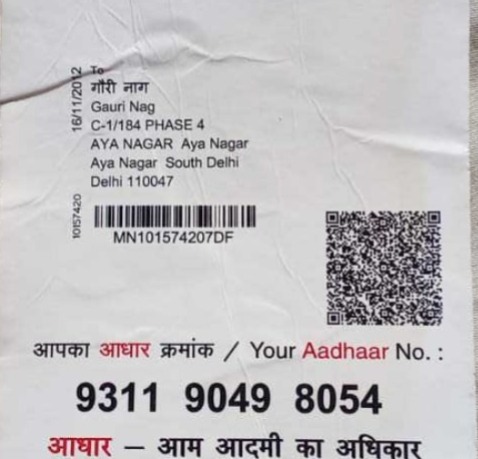 To
गौरी नाग
Gauri Nag
C-1/184 PHASE 4
AYA NAGAR Aya Nagar
Aya Nagar South Delhi
Delhi 110047
16/11/2012
10157420
MN101574207DF
आपका आधार क्रमांक / Your Aadhaar No. :
9311 9049 8054
आधार — आम आदमी का अधिकार